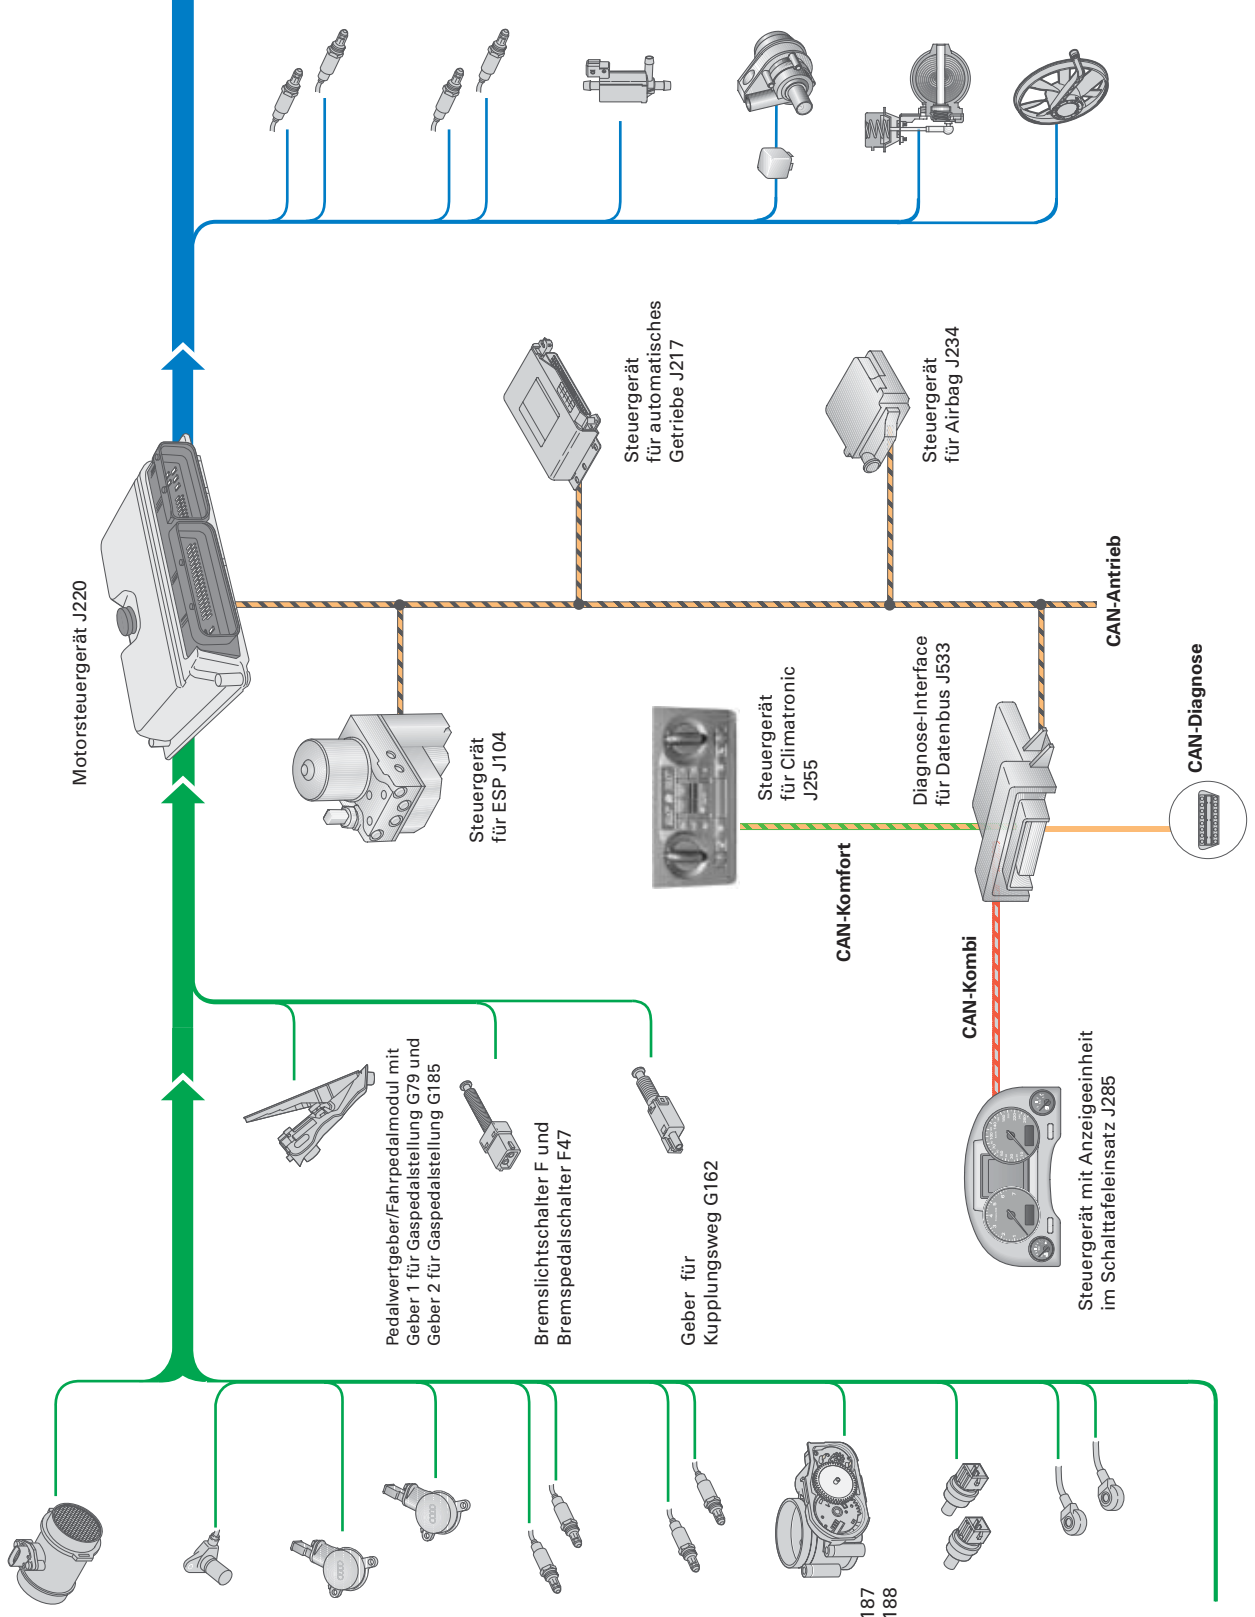 Motorsteuergerät J220
Steuergerät
für ESP J104
Steuergerät
für automatisches
Getriebe J217
Steuergerät
für Airbag J234
CAN-Antrieb
Steuergerät
für Climatronic
J255
Diagnose-Interface
für Datenbus J533
CAN-Diagnose
CAN-Komfort
CAN-Kombi
Pedalwertgeber/Fahrpedalmodul mit
Geber 1 für Gaspedalstellung G79 und
Geber 2 für Gaspedalstellung G185
Bremslichtschalter F und
Bremspedalschalter F47
Geber für
Kupplungsweg G162
Steuergerät mit Anzeigeeinheit
im Schalttafeleinsatz J285
187
188